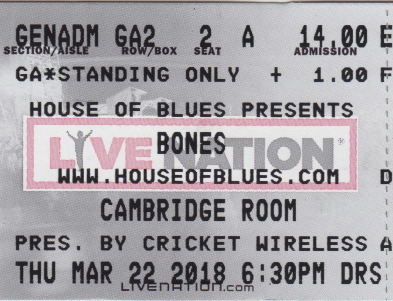 GENADM GA2 2 A 14.00 E
SECTION/AISLE ROW/BOX SEAT ADMISSION
GA*STANDING ONLY + 1.00 F
HOUSE OF BLUES PRESENTS
LIVE NATION®
BONES
WWW.HOUSEOFBLUES.COM D
CAMBRIDGE ROOM
PRES. BY CRICKET WIRELESS A
THU MAR 22 2018 6:30PM DRS
LIVENATION.com